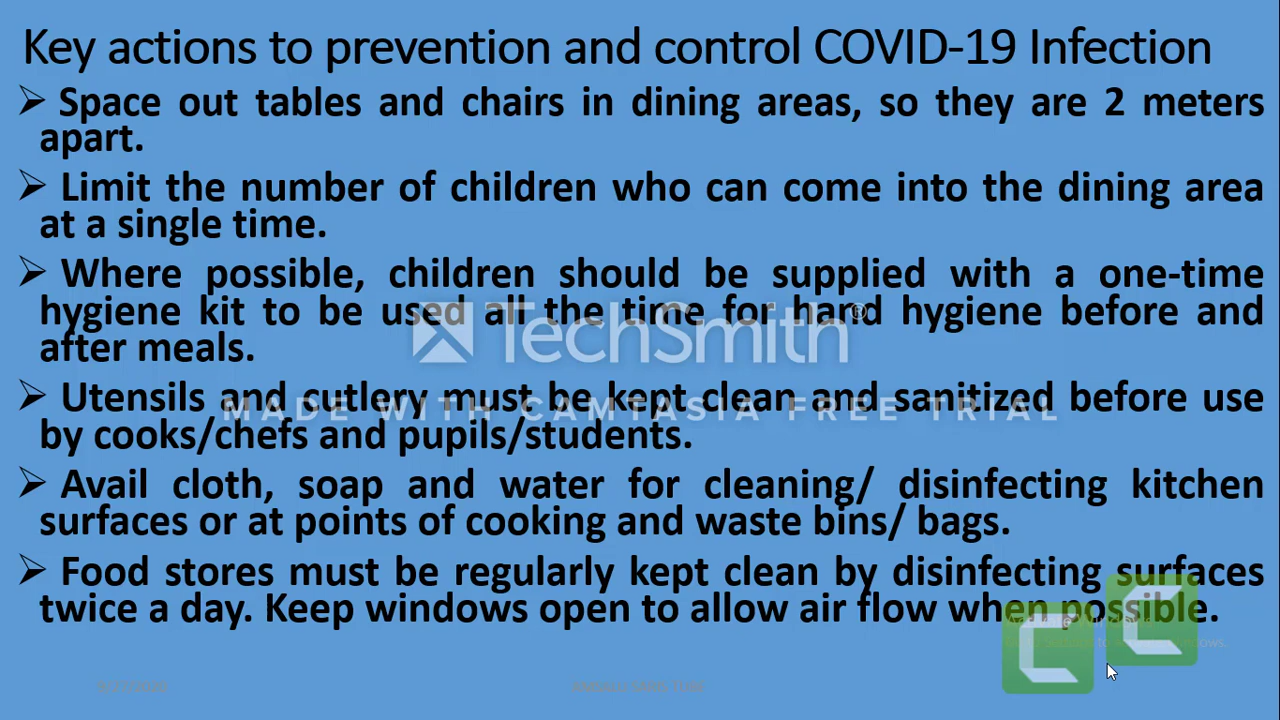 Key actions to prevention and control COVID-19 Infection
➢ Space out tables and chairs in dining areas, so they are 2 meters
apart.
➢ Limit the number of children who can come into the dining area
at a single time.
➢ Where possible, children should be supplied with a one-time
hygiene kit to be used all the time for hand hygiene before and
after meals.
TechSmith®
➢ Utensils and cutlery must be kept clean and sanitized before use
MADE WITH CAMTASIA FREE TRIAL
by cooks/chefs and pupils/students.
➢ Avail cloth, soap and water for cleaning/ disinfecting kitchen
surfaces or at points of cooking and waste bins/ bags.
➢ Food stores must be regularly kept clean by disinfecting surfaces
twice a day. Keep windows open to allow air flow when possible.